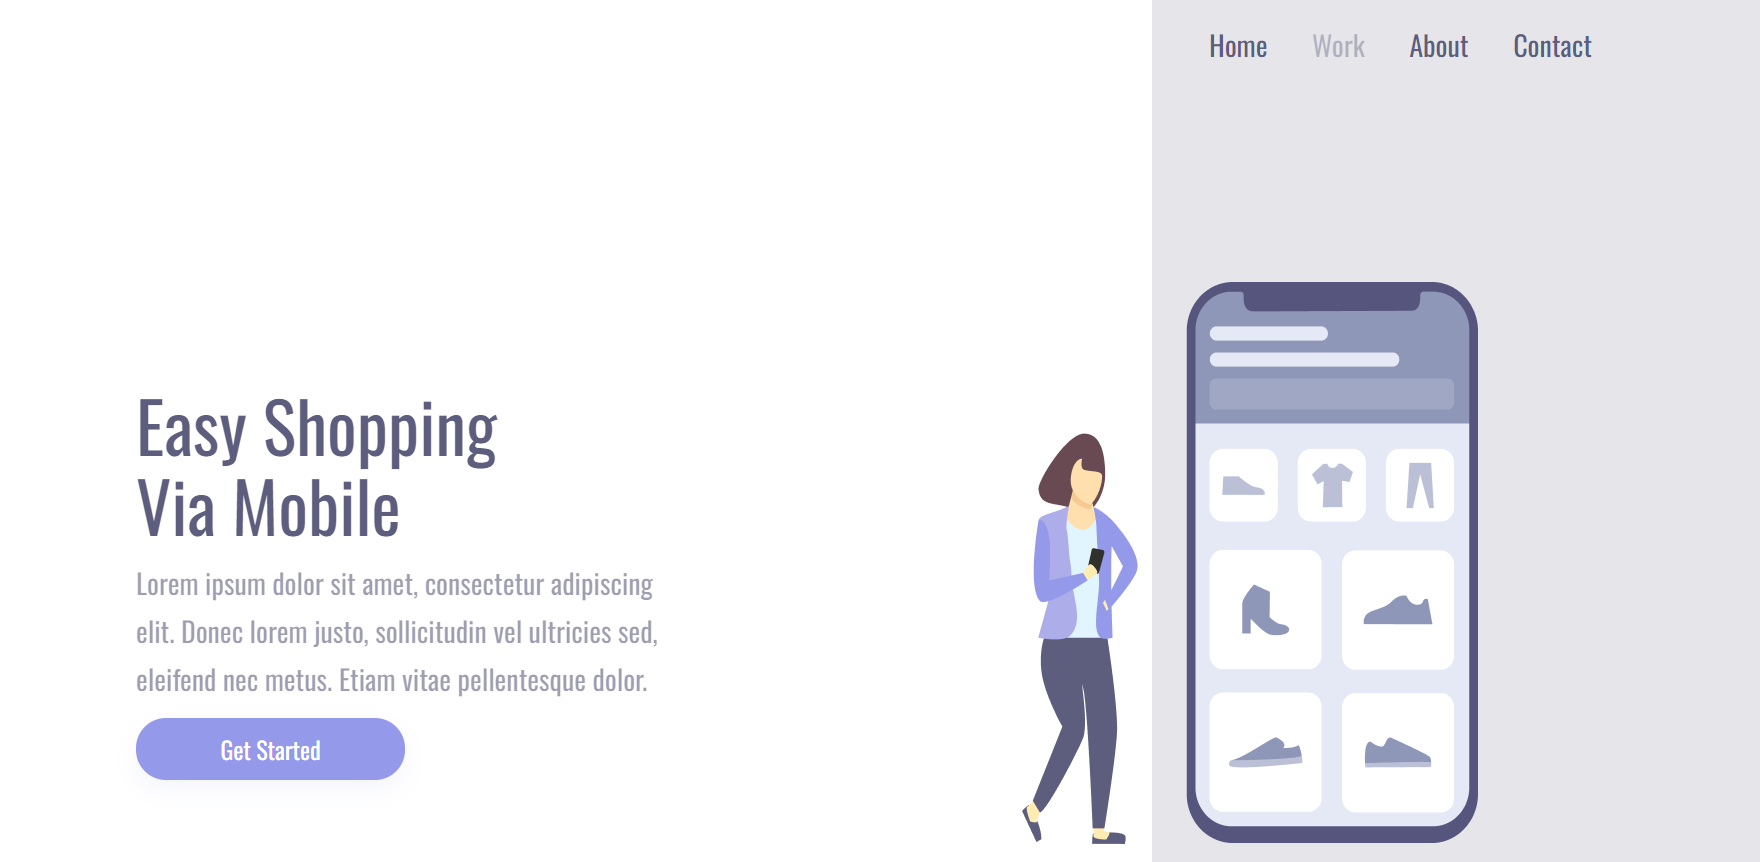 Home Work About Contact
Easy Shopping
Via Mobile
Lorem ipsum dolor sit amet, consectetur adipiscing
elit. Donec lorem justo, sollicitudin vel ultricies sed,
eleifend nec metus. Etiam vitae pellentesque dolor.
Get Started